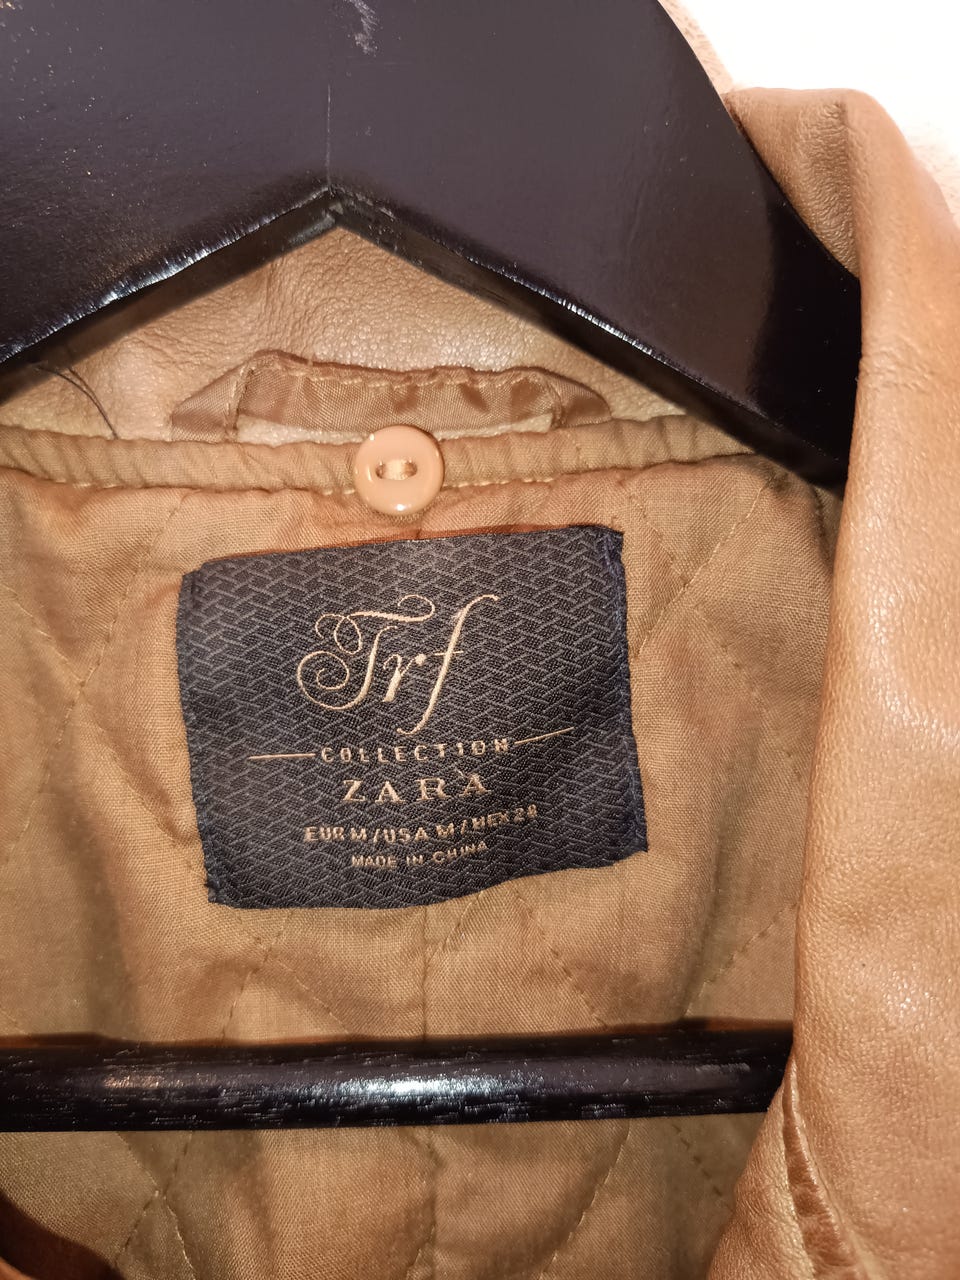 Trf
COLLECTION
ZARA
EUR M / USA M / MEX 28
MADE IN CHINA